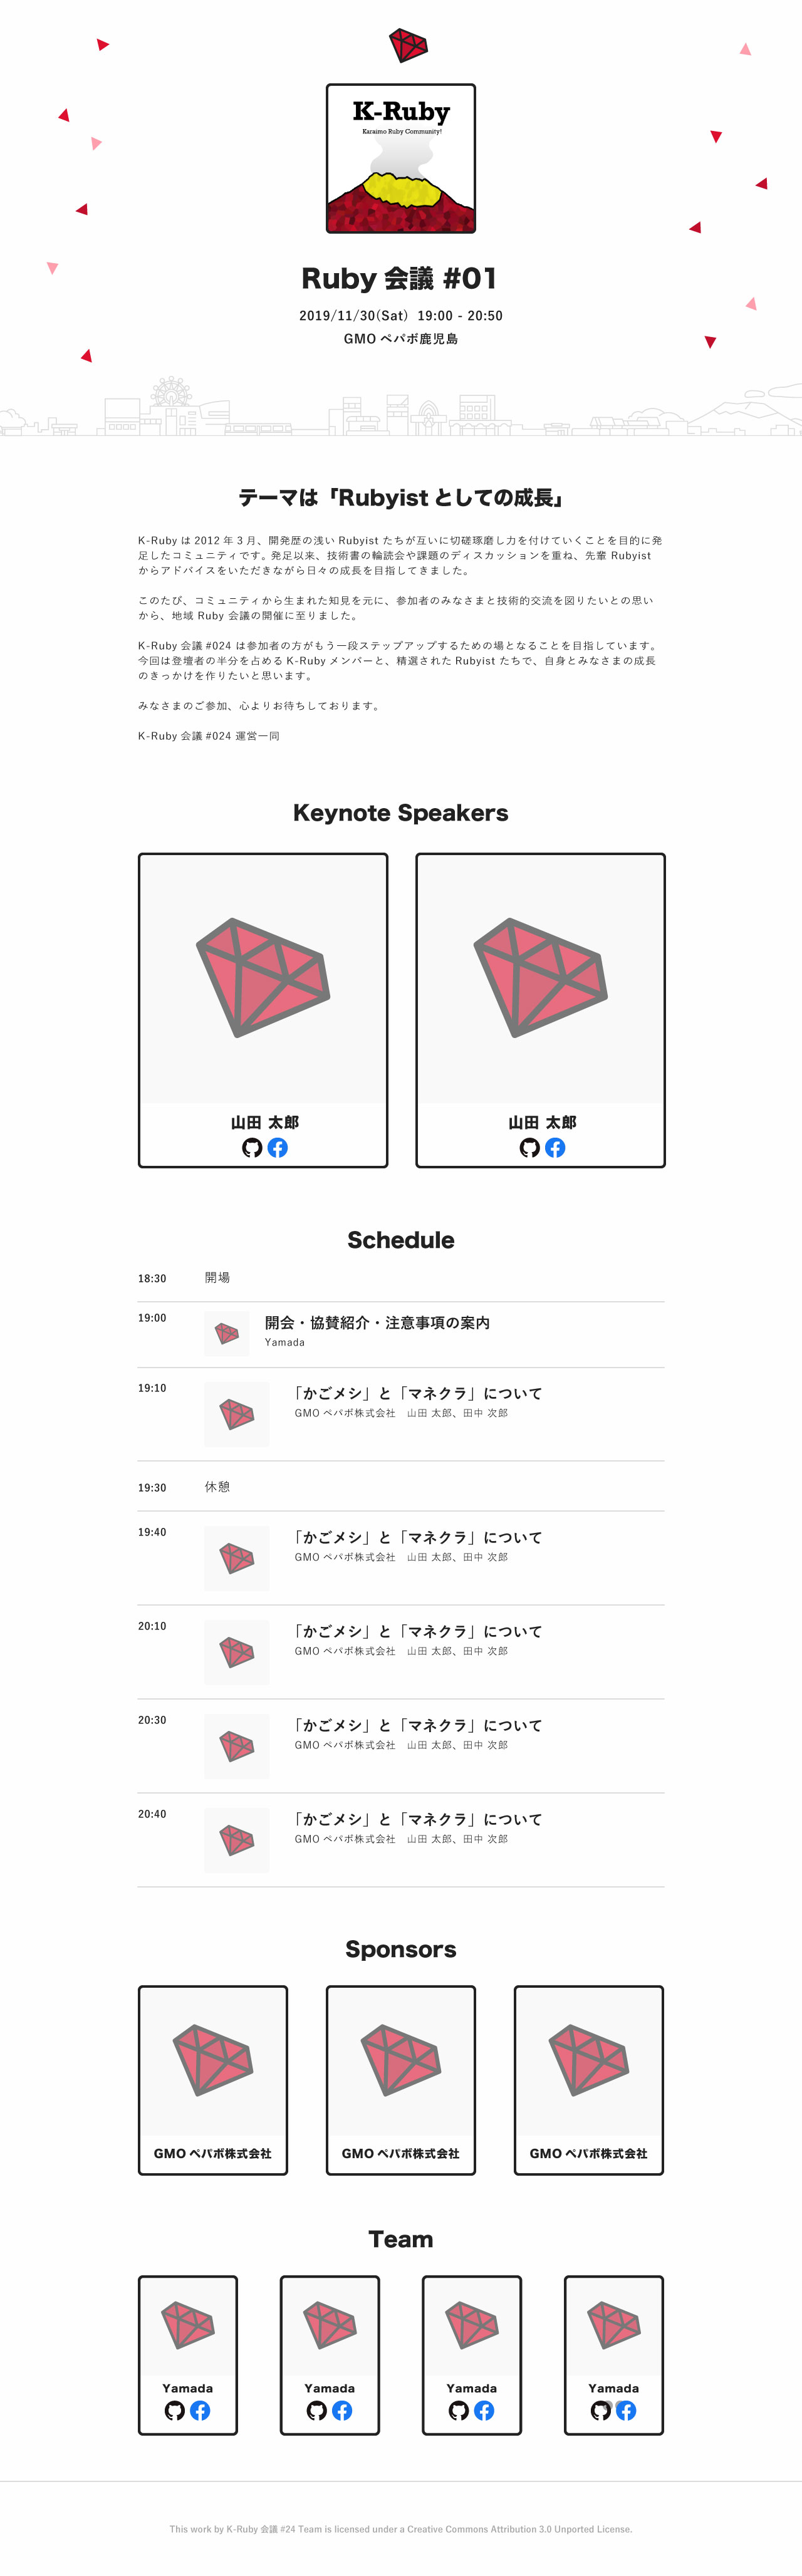 K-Ruby
Karaimo Ruby Community!
Ruby 会議 #01
2019/11/30(Sat) 19:00 - 20:50
GMO ペパボ鹿児島
テーマは「Rubyist としての成長」
K-Ruby は 2012 年 3 月、開発歴の浅い Rubyist たちが互いに切磋琢磨し力を付けていくことを目的に発
足したコミュニティです。発足以来、技術書の輪読会や課題のディスカッションを重ね、先輩 Rubyist
からアドバイスをいただきながら日々の成長を目指してきました。
このたび、コミュニティから生まれた知見を元に、参加者のみなさまと技術的交流を図りたいとの思い
から、地域 Ruby 会議の開催に至りました。
K-Ruby 会議 #024 は参加者の方がもう一段ステップアップするための場となることを目指しています。
今回は登壇者の半分を占める K-Ruby メンバーと、精選された Rubyist たちで、自身とみなさまの成長
のきっかけを作りたいと思います。
みなさまのご参加、心よりお待ちしております。
K-Ruby 会議 #024 運営一同
Keynote Speakers
山田 太郎
山田 太郎
Schedule
18:30 開場
19:00 開会・協賛紹介・注意事項の案内
Yamada
19:10 「かごメシ」と「マネクラ」について
GMO ペパボ株式会社　山田 太郎、田中 次郎
19:30 休憩
19:40 「かごメシ」と「マネクラ」について
GMO ペパボ株式会社　山田 太郎、田中 次郎
20:10 「かごメシ」と「マネクラ」について
GMO ペパボ株式会社　山田 太郎、田中 次郎
20:30 「かごメシ」と「マネクラ」について
GMO ペパボ株式会社　山田 太郎、田中 次郎
20:40 「かごメシ」と「マネクラ」について
GMO ペパボ株式会社　山田 太郎、田中 次郎
Sponsors
GMO ペパボ株式会社
GMO ペパボ株式会社
GMO ペパボ株式会社
Team
Yamada
Yamada
Yamada
Yamada
This work by K-Ruby 会議 #24 Team is licensed under a Creative Commons Attribution 3.0 Unported License.